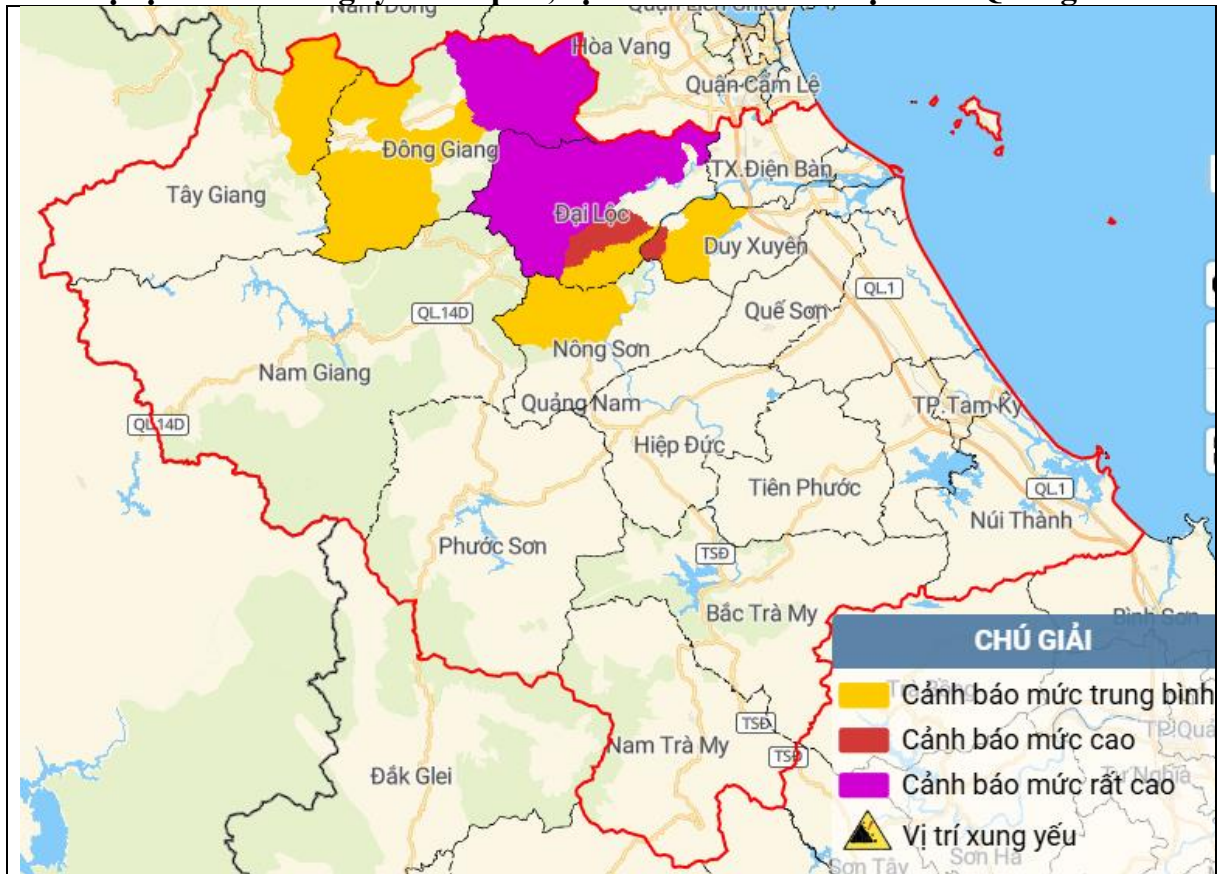 Nam Đông
Hòa Vang
Quận Cẩm Lệ
Đông Giang
TX.Điện Bàn
Tây Giang
Đại Lộc
Duy Xuyên
QL.1
QL.14D
Quế Sơn
Nông Sơn
Nam Giang
Quảng Nam
TP.Tam Kỳ
QL.14D
Hiệp Đức
Tiên Phước
QL.1
Núi Thành
Phước Sơn
TSĐ
Bắc Trà My
Bình Sơn
CHÚ GIẢI
Cảnh báo mức trung bình
TSĐ
Cảnh báo mức cao
Nam Trà My
TSĐ
Đắk Glei
Cảnh báo mức rất cao
Vị trí xung yếu
Sơn Tây
Sơn Hà